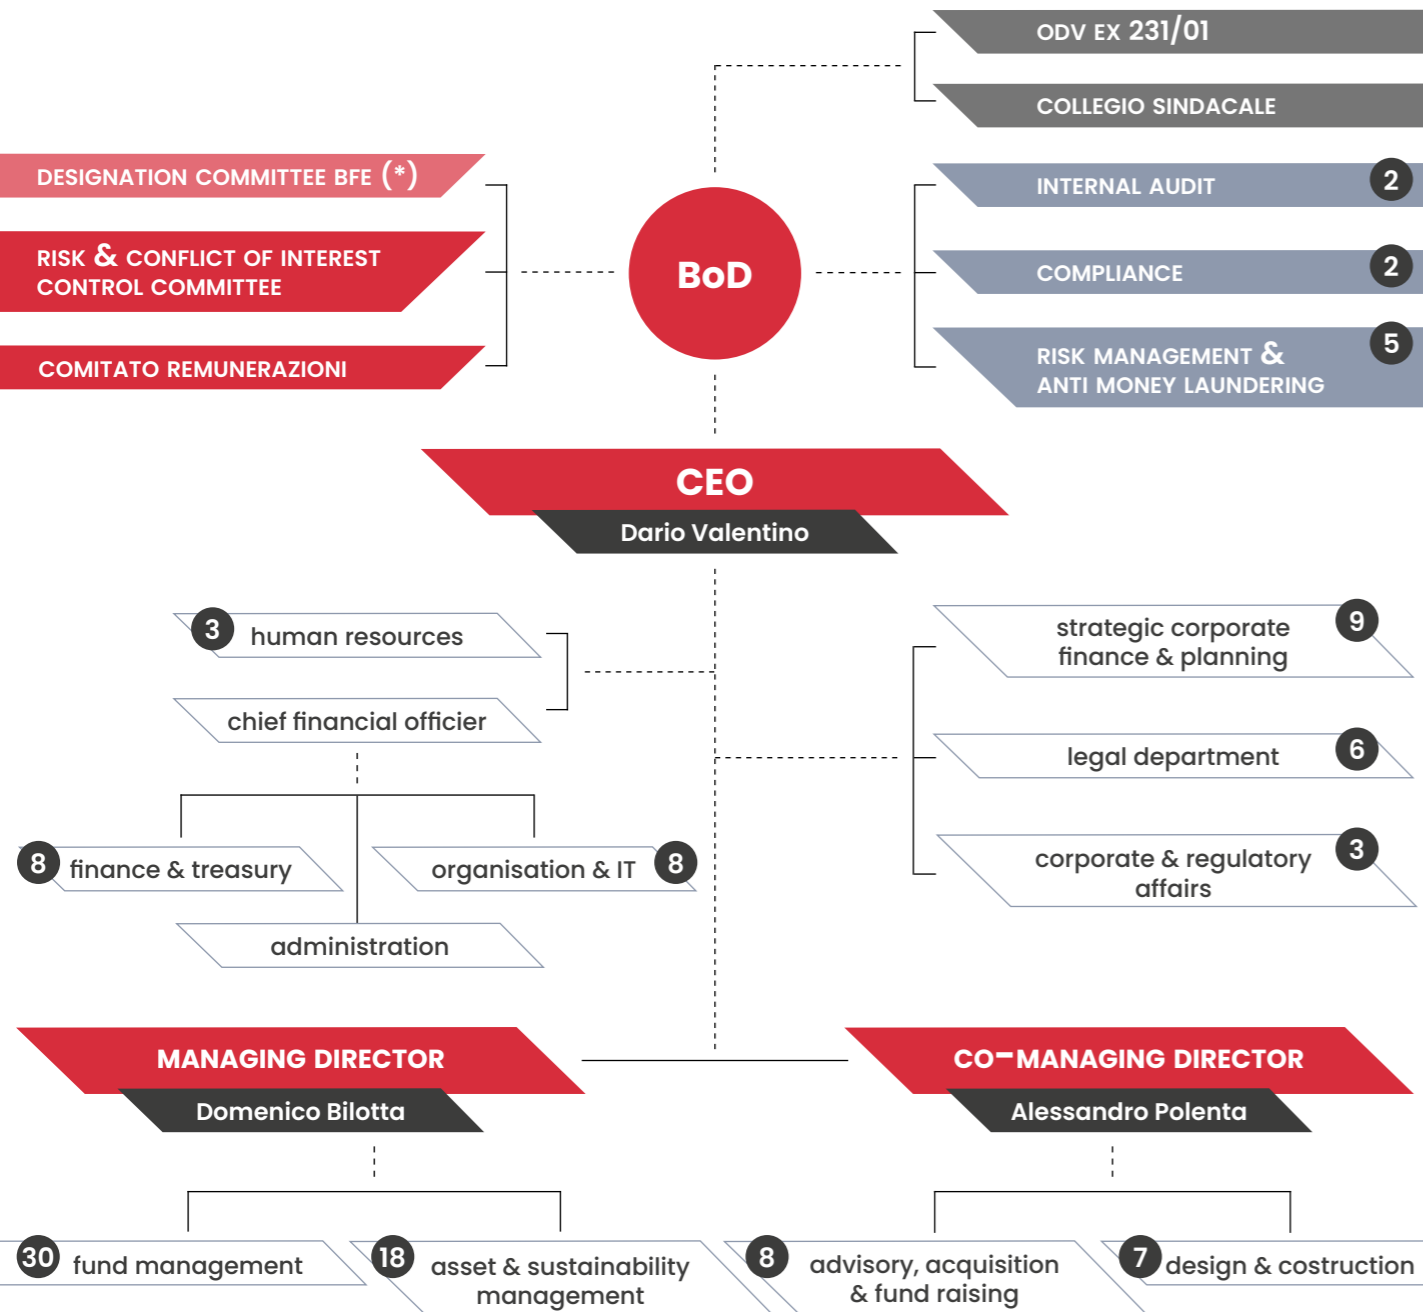 ODV EX 231/01
COLLEGIO SINDACALE
DESIGNATION COMMITTEE BFE (*)
RISK & CONFLICT OF INTEREST
CONTROL COMMITTEE
COMITATO REMUNERAZIONI
BoD
INTERNAL AUDIT 2
COMPLIANCE 2
RISK MANAGEMENT & 5
ANTI MONEY LAUNDERING
CEO
Dario Valentino
3 human resources
chief financial officier
8 finance & treasury
organisation & IT 8
administration
strategic corporate 9
finance & planning
legal department 6
corporate & regulatory 3
affairs
MANAGING DIRECTOR
Domenico Bilotta
CO-MANAGING DIRECTOR
Alessandro Polenta
30 fund management
18 asset & sustainability
management
8 advisory, acquisition
& fund raising
7 design & costruction